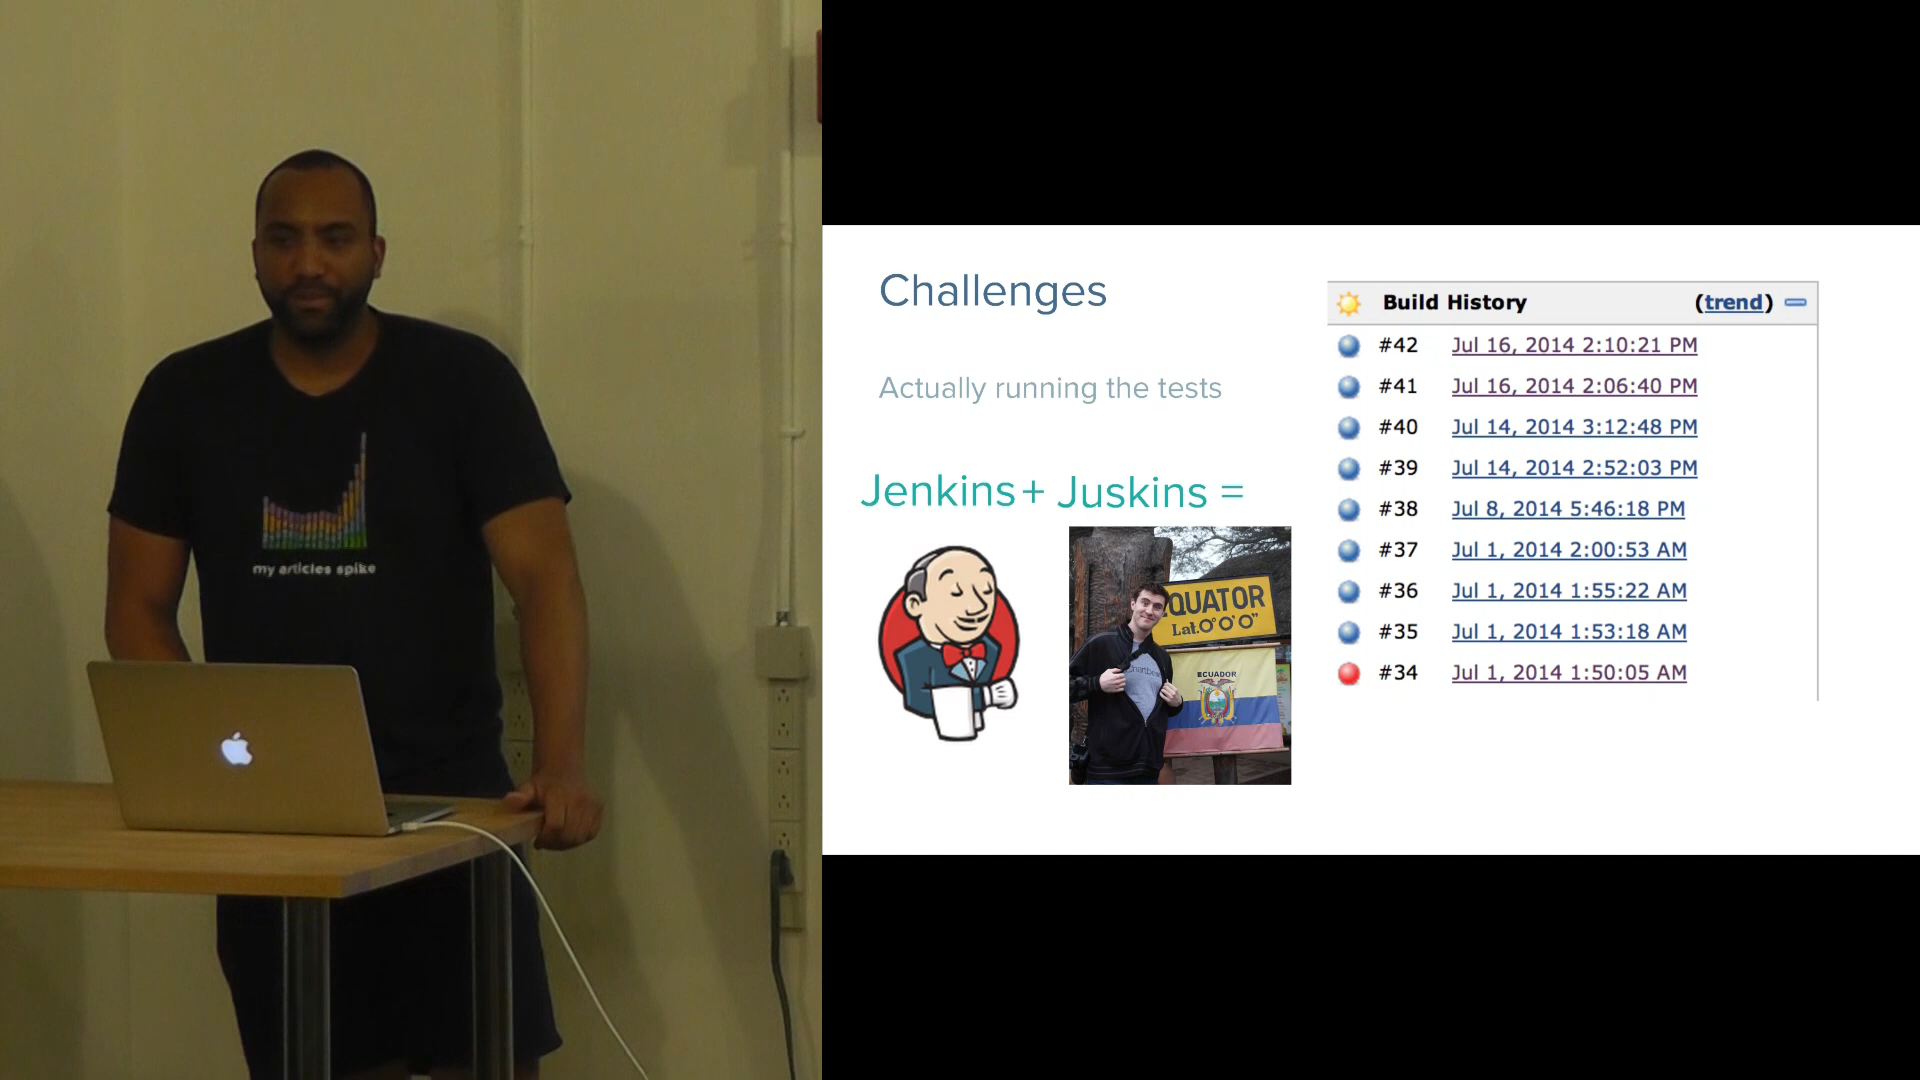 my articles spike
Challenges
Actually running the tests
Jenkins + Juskins =
EQUATOR
Lat. 0° 0' 0"
ECUADOR
Build History (trend)
#42 Jul 16, 2014 2:10:21 PM
#41 Jul 16, 2014 2:06:40 PM
#40 Jul 14, 2014 3:12:48 PM
#39 Jul 14, 2014 2:52:03 PM
#38 Jul 8, 2014 5:46:18 PM
#37 Jul 1, 2014 2:00:53 AM
#36 Jul 1, 2014 1:55:22 AM
#35 Jul 1, 2014 1:53:18 AM
#34 Jul 1, 2014 1:50:05 AM